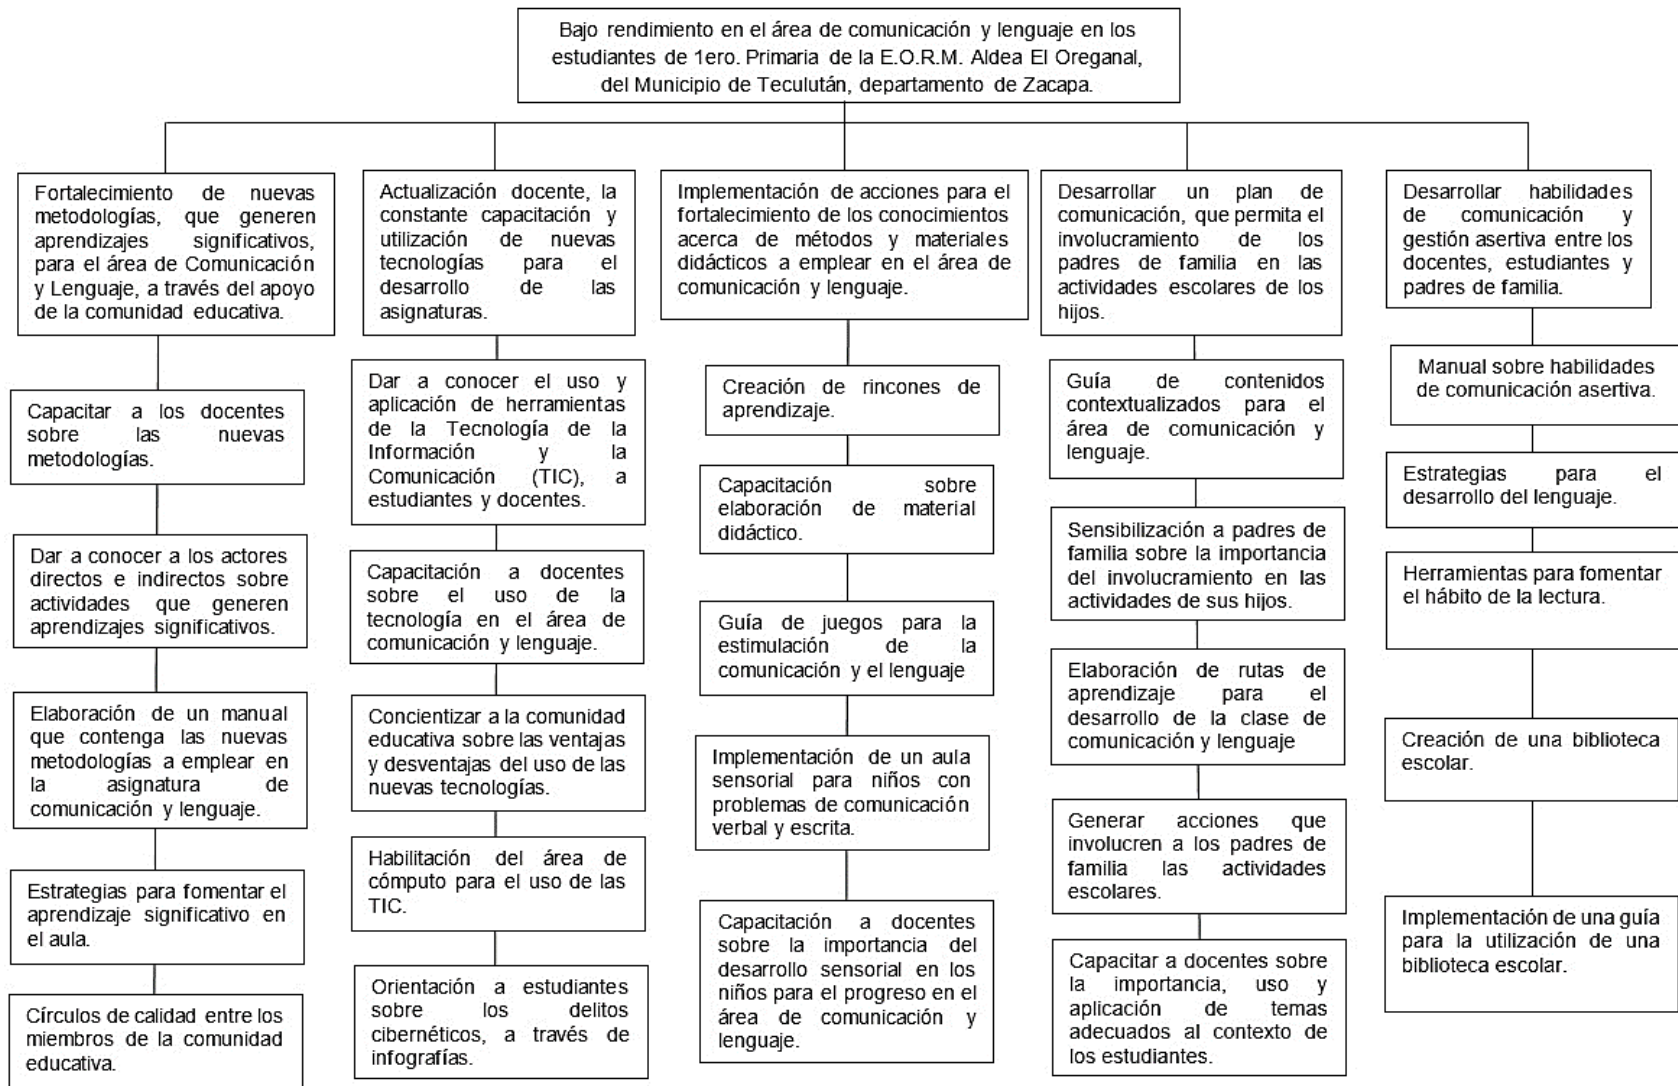 Bajo rendimiento en el área de comunicación y lenguaje en los
estudiantes de 1ero. Primaria de la E.O.R.M. Aldea El Oreganal,
del Municipio de Teculután, departamento de Zacapa.
Fortalecimiento de nuevas
metodologías, que generen
aprendizajes significativos,
para el área de Comunicación
y Lenguaje, a través del apoyo
de la comunidad educativa.
Capacitar a los docentes
sobre las nuevas
metodologías.
Dar a conocer a los actores
directos e indirectos sobre
actividades que generen
aprendizajes significativos.
Elaboración de un manual
que contenga las nuevas
metodologías a emplear en
la asignatura de
comunicación y lenguaje.
Estrategias para fomentar el
aprendizaje significativo en
el aula.
Círculos de calidad entre los
miembros de la comunidad
educativa.
Actualización docente, la
constante capacitación y
utilización de nuevas
tecnologías para el
desarrollo de las
asignaturas.
Dar a conocer el uso y
aplicación de herramientas
de la Tecnología de la
Información y la
Comunicación (TIC), a
estudiantes y docentes.
Capacitación a docentes
sobre el uso de la
tecnología en el área de
comunicación y lenguaje.
Concientizar a la comunidad
educativa sobre las ventajas
y desventajas del uso de las
nuevas tecnologías.
Habilitación del área de
cómputo para el uso de las
TIC.
Orientación a estudiantes
sobre los delitos
cibernéticos, a través de
infografías.
Implementación de acciones para el
fortalecimiento de los conocimientos
acerca de métodos y materiales
didácticos a emplear en el área de
comunicación y lenguaje.
Creación de rincones de
aprendizaje.
Capacitación sobre
elaboración de material
didáctico.
Guía de juegos para la
estimulación de la
comunicación y el lenguaje
Implementación de un aula
sensorial para niños con
problemas de comunicación
verbal y escrita.
Capacitación a docentes
sobre la importancia del
desarrollo sensorial en los
niños para el progreso en el
área de comunicación y
lenguaje.
Desarrollar un plan de
comunicación, que permita el
involucramiento de los
padres de familia en las
actividades escolares de los
hijos.
Guía de contenidos
contextualizados para el
área de comunicación y
lenguaje.
Sensibilización a padres de
familia sobre la importancia
del involucramiento en las
actividades de sus hijos.
Elaboración de rutas de
aprendizaje para el
desarrollo de la clase de
comunicación y lenguaje
Generar acciones que
involucren a los padres de
familia las actividades
escolares.
Capacitar a docentes sobre
la importancia, uso y
aplicación de temas
adecuados al contexto de
los estudiantes.
Desarrollar habilidades
de comunicación y
gestión asertiva entre los
docentes, estudiantes y
padres de familia.
Manual sobre habilidades
de comunicación asertiva.
Estrategias para el
desarrollo del lenguaje.
Herramientas para fomentar
el hábito de la lectura.
Creación de una biblioteca
escolar.
Implementación de una guía
para la utilización de una
biblioteca escolar.